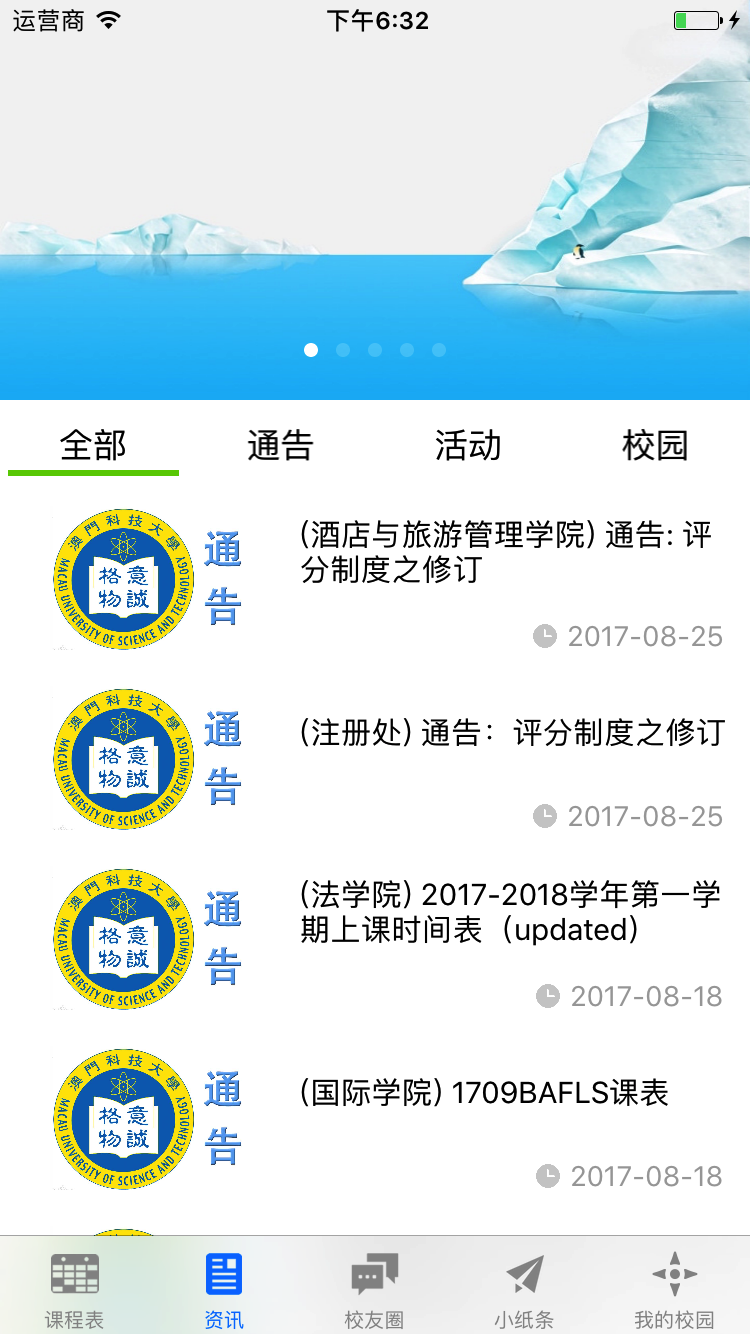 运营商
下午6:32
全部
通告
活动
校园
澳門科技大學
MACAU UNIVERSITY OF SCIENCE AND TECHNOLOGY
格意
物誠
通
告
(酒店与旅游管理学院) 通告: 评
分制度之修订
2017-08-25
澳門科技大學
MACAU UNIVERSITY OF SCIENCE AND TECHNOLOGY
格意
物誠
通
告
(注册处) 通告：评分制度之修订
2017-08-25
澳門科技大學
MACAU UNIVERSITY OF SCIENCE AND TECHNOLOGY
格意
物誠
通
告
(法学院) 2017-2018学年第一学
期上课时间表（updated）
2017-08-18
澳門科技大學
MACAU UNIVERSITY OF SCIENCE AND TECHNOLOGY
格意
物誠
通
告
(国际学院) 1709BAFLS课表
2017-08-18
课程表
资讯
校友圈
小纸条
我的校园